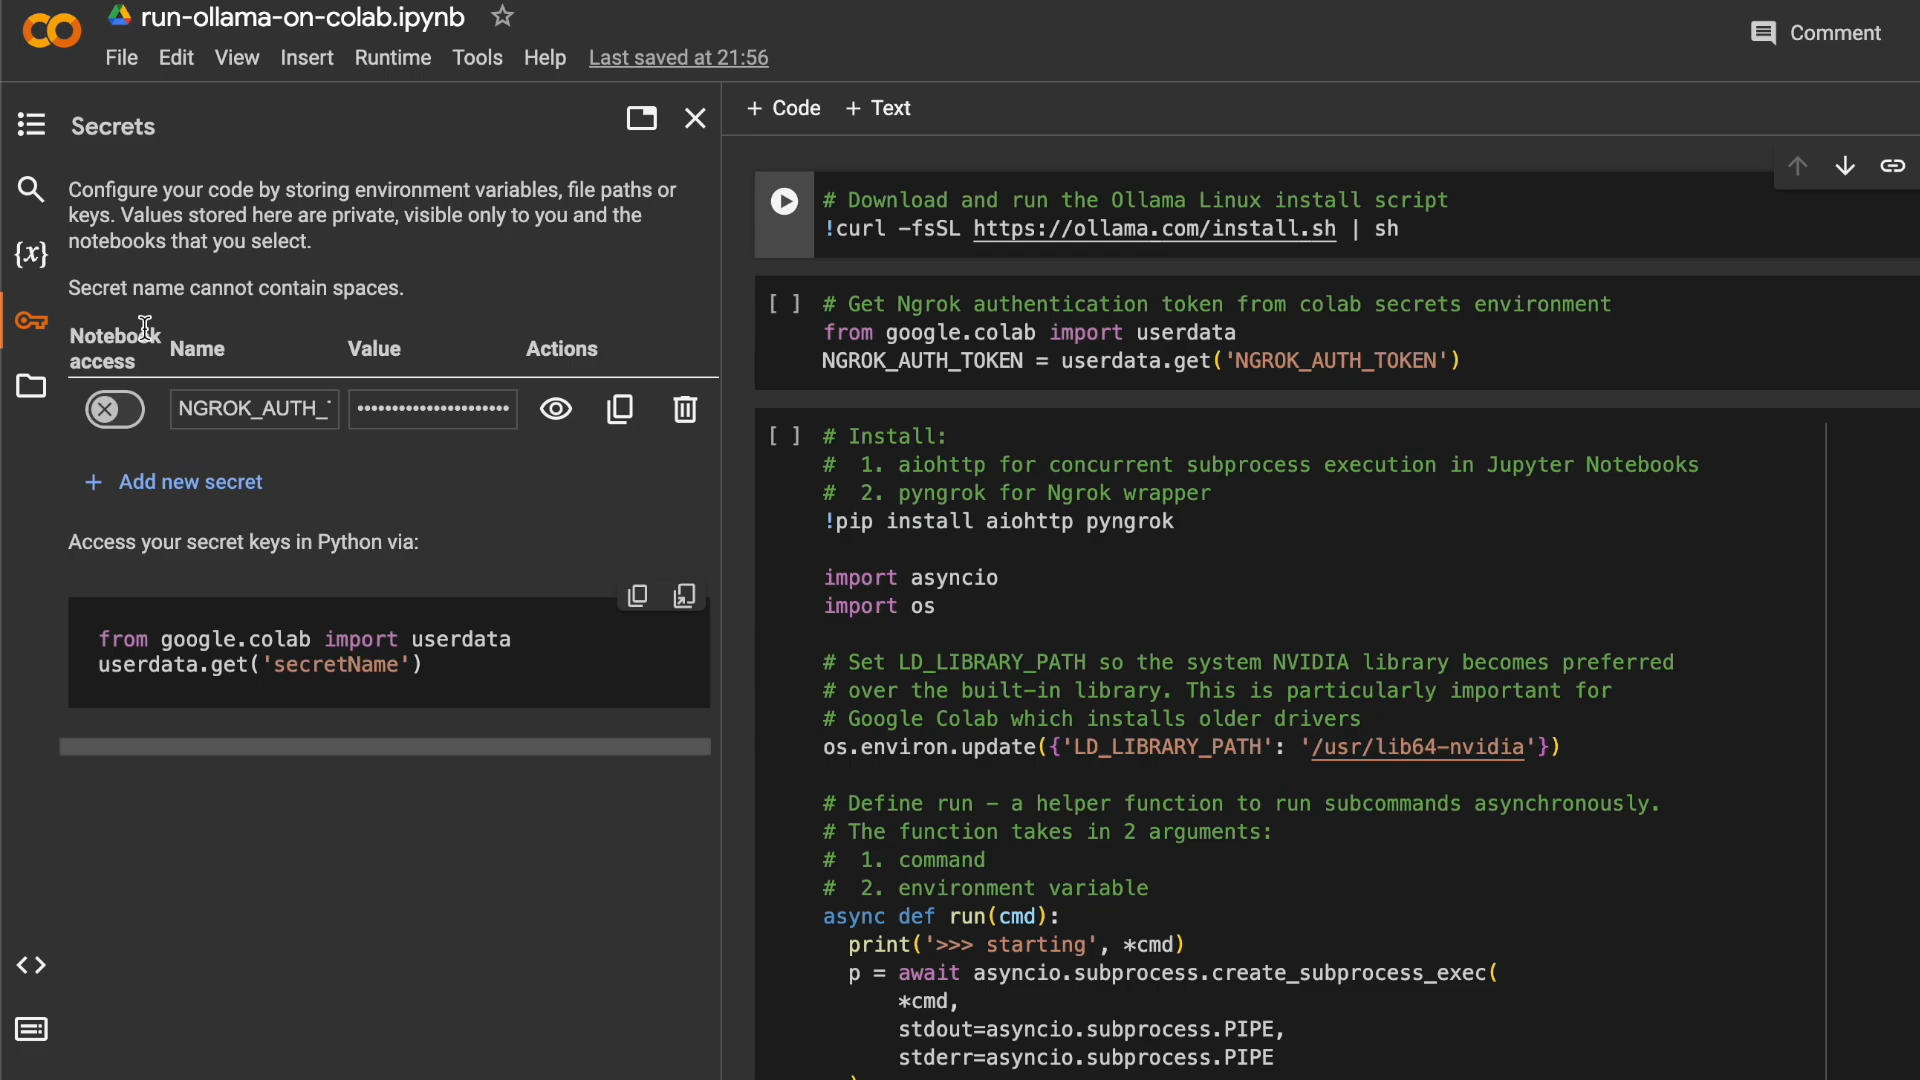 run-ollama-on-colab.ipynb
File Edit View Insert Runtime Tools Help Last saved at 21:56
Comment
Secrets
Configure your code by storing environment variables, file paths or
keys. Values stored here are private, visible only to you and the
notebooks that you select.
Secret name cannot contain spaces.
Notebook
access
Name Value Actions
NGROK_AUTH_
+ Add new secret
Access your secret keys in Python via:
from google.colab import userdata
userdata.get('secretName')
+ Code + Text
# Download and run the Ollama Linux install script
!curl -fsSL https://ollama.com/install.sh | sh
[ ] # Get Ngrok authentication token from colab secrets environment
from google.colab import userdata
NGROK_AUTH_TOKEN = userdata.get('NGROK_AUTH_TOKEN')
[ ] # Install:
#  1. aiohttp for concurrent subprocess execution in Jupyter Notebooks
#  2. pyngrok for Ngrok wrapper
!pip install aiohttp pyngrok
import asyncio
import os
# Set LD_LIBRARY_PATH so the system NVIDIA library becomes preferred
# over the built-in library. This is particularly important for
# Google Colab which installs older drivers
os.environ.update({'LD_LIBRARY_PATH': '/usr/lib64-nvidia'})
# Define run - a helper function to run subcommands asynchronously.
# The function takes in 2 arguments:
#  1. command
#  2. environment variable
async def run(cmd):
  print('>>> starting', *cmd)
  p = await asyncio.subprocess.create_subprocess_exec(
      *cmd,
      stdout=asyncio.subprocess.PIPE,
      stderr=asyncio.subprocess.PIPE